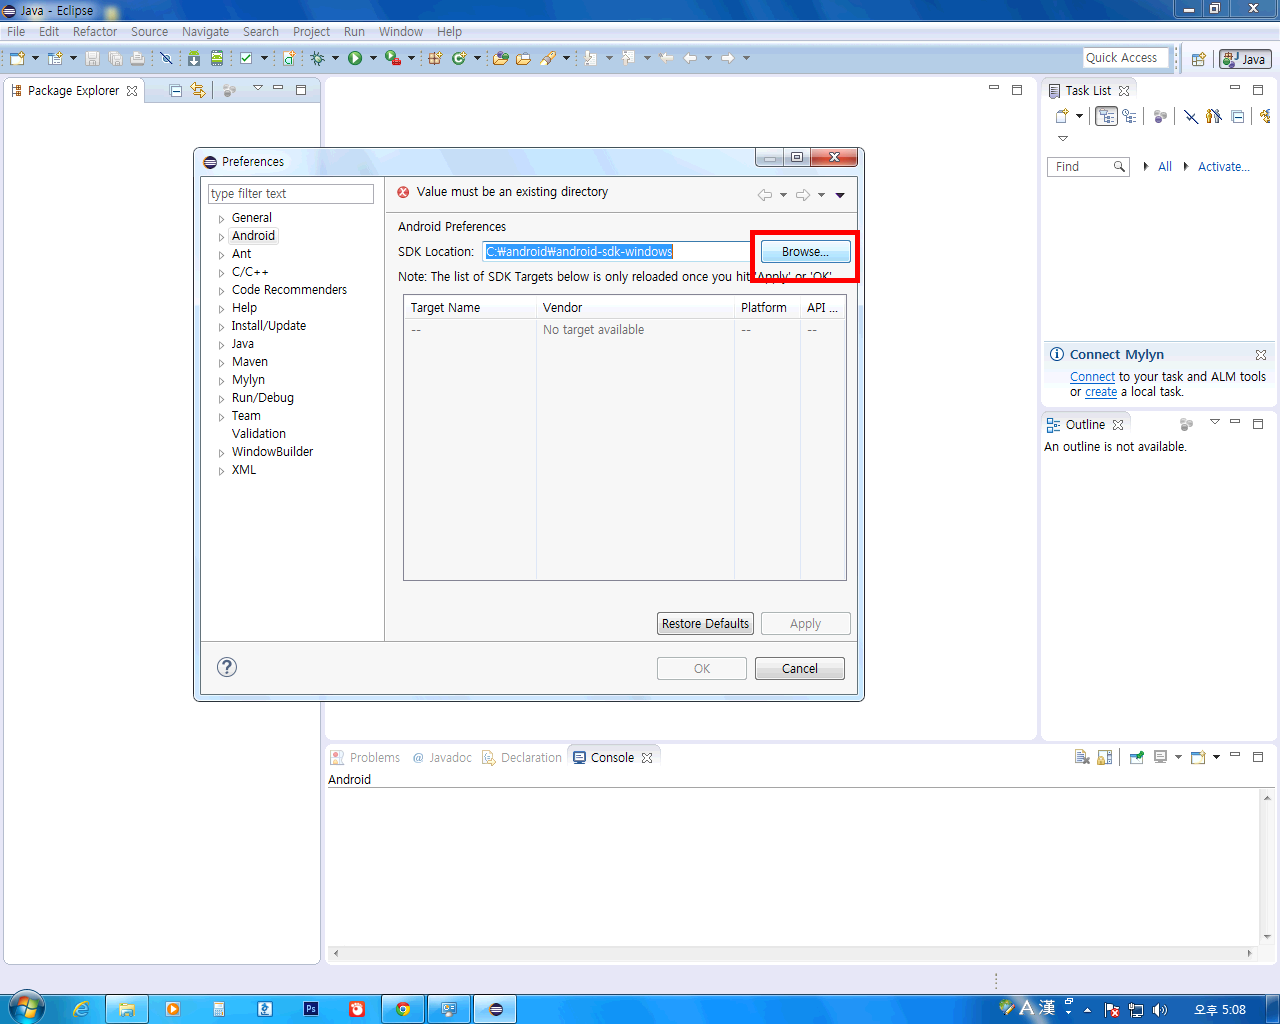 Java - Eclipse
File Edit Refactor Source Navigate Search Project Run Window Help
Quick Access
Java
Package Explorer
Task List
Find
All
Activate...
Connect Mylyn
Connect to your task and ALM tools
or create a local task.
Outline
An outline is not available.
Preferences
type filter text
General
Android
Ant
C/C++
Code Recommenders
Help
Install/Update
Java
Maven
Mylyn
Run/Debug
Team
Validation
WindowBuilder
XML
Value must be an existing directory
Android Preferences
SDK Location: C:₩android₩android-sdk-windows Browse...
Note: The list of SDK Targets below is only reloaded once you hit 'Apply' or 'OK'.
Target Name Vendor Platform API ...
-- No target available -- --
Restore Defaults Apply
OK Cancel
Problems @ Javadoc Declaration Console
Android
Ps
A 漢
오후 5:08